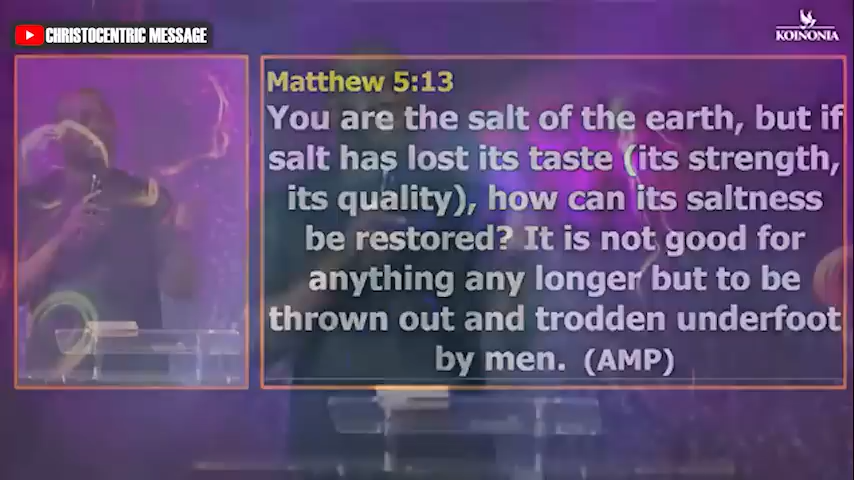 CHRISTOCENTRIC MESSAGE
KOINONIA
Matthew 5:13
You are the salt of the earth, but if
salt has lost its taste (its strength,
its quality), how can its saltness
be restored? It is not good for
anything any longer but to be
thrown out and trodden underfoot
by men. (AMP)